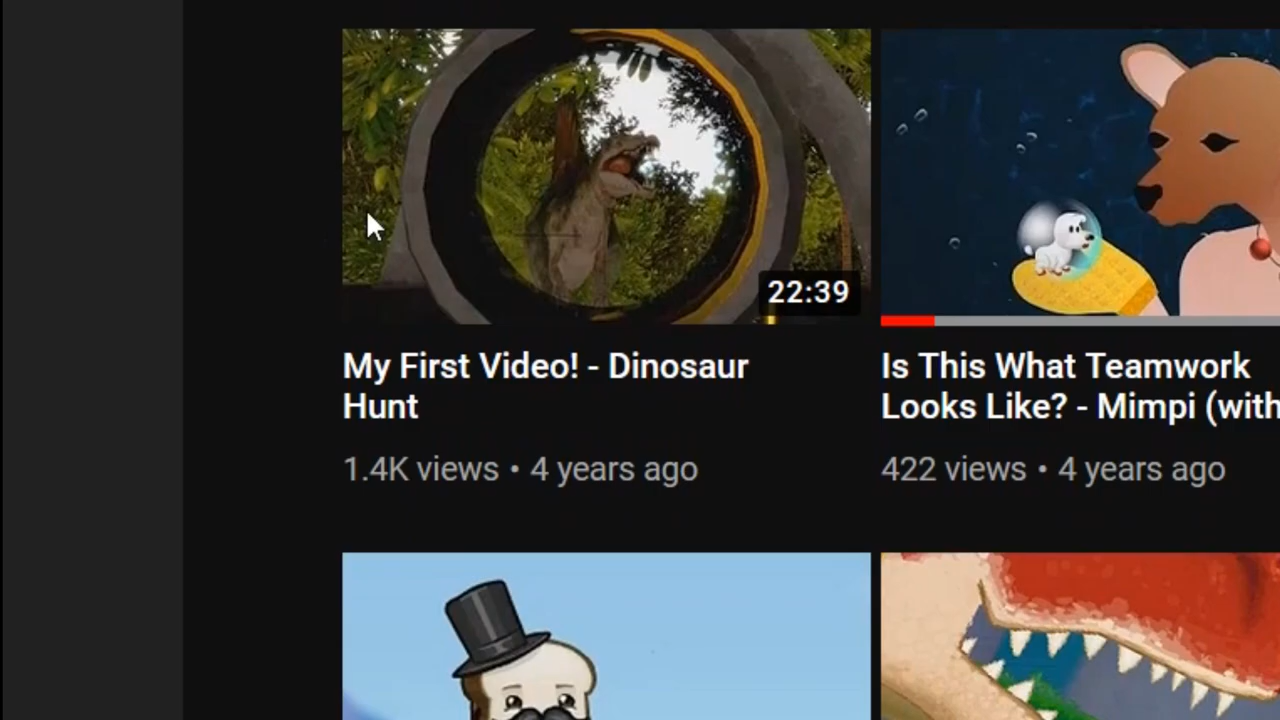 22:39
My First Video! - Dinosaur
Hunt
1.4K views • 4 years ago
Is This What Teamwork
Looks Like? - Mimpi (with
422 views • 4 years ago